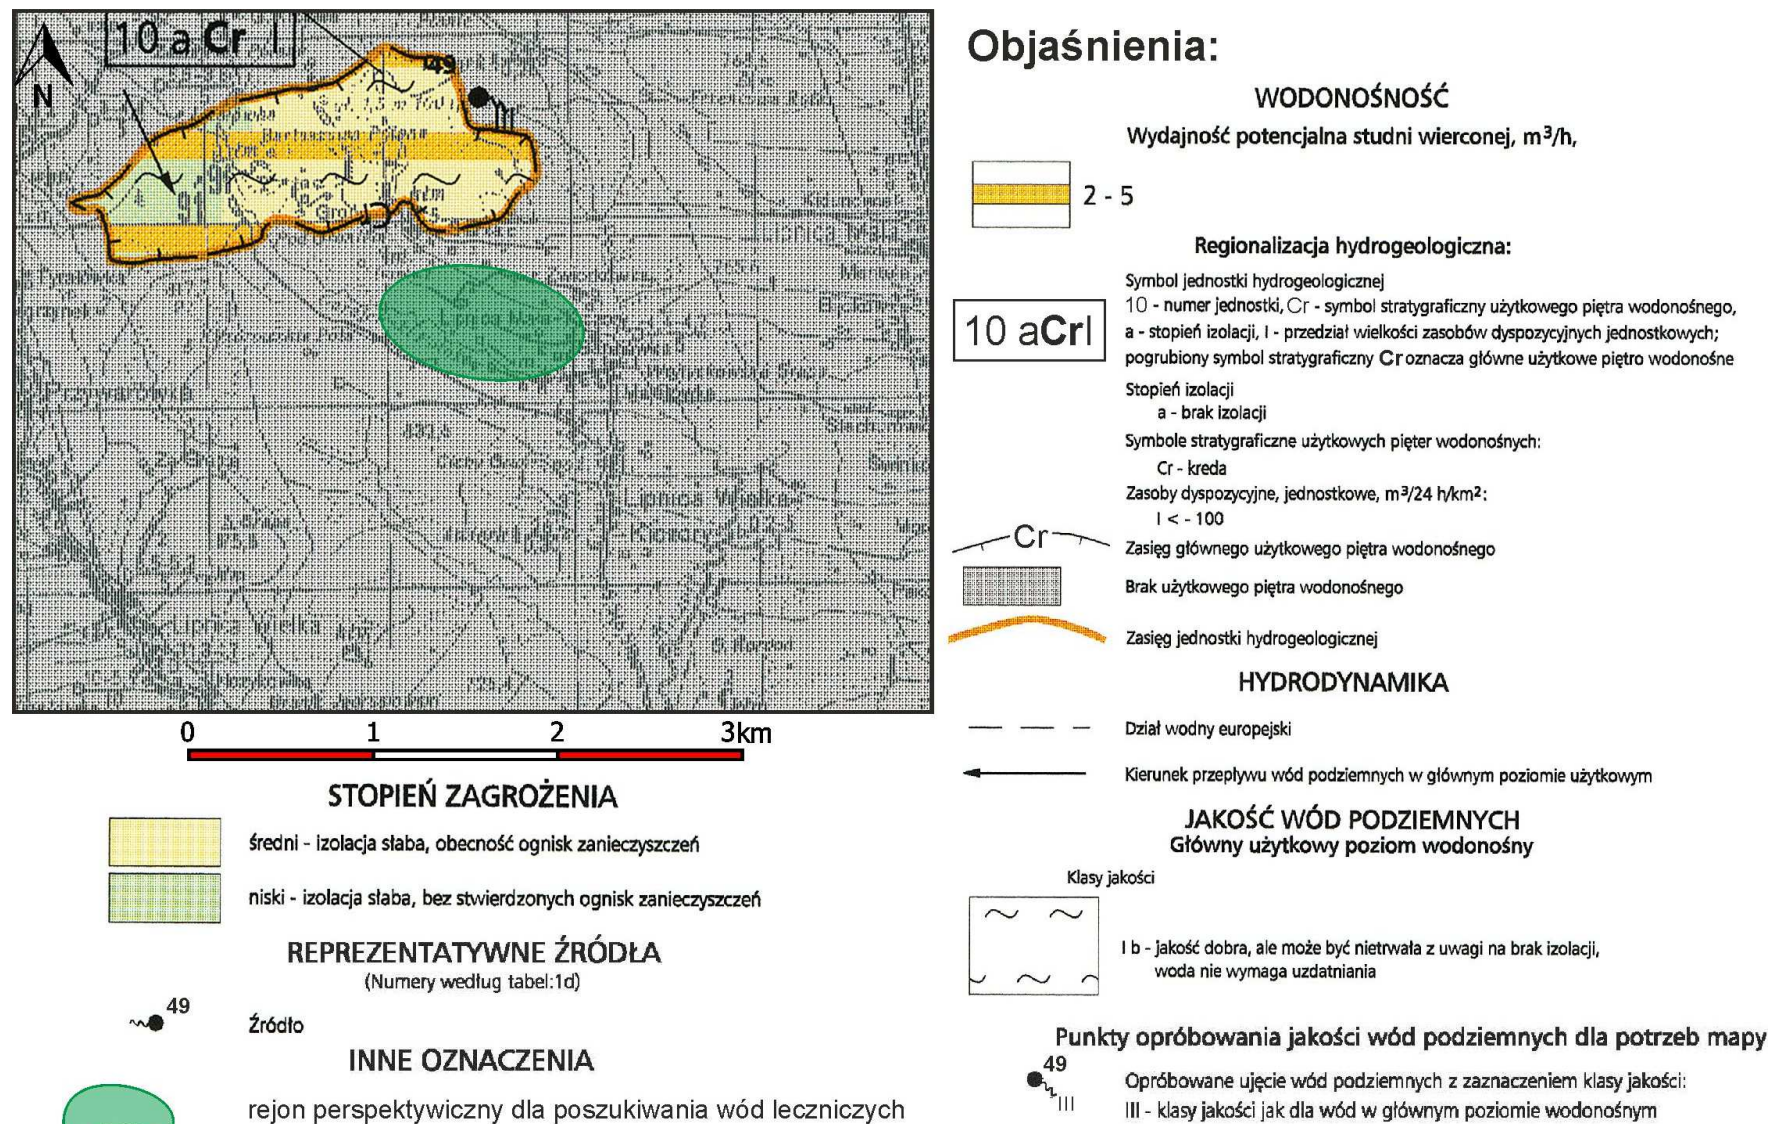 10 a Cr I
N
49
III
Lipnica Wielka
Lipnica Mała
Przywarówka
0 1 2 3km
STOPIEŃ ZAGROŻENIA
średni - izolacja słaba, obecność ognisk zanieczyszczeń
niski - izolacja słaba, bez stwierdzonych ognisk zanieczyszczeń
REPREZENTATYWNE ŹRÓDŁA
(Numery według tabel:1d)
49
Źródło
INNE OZNACZENIA
rejon perspektywiczny dla poszukiwania wód leczniczych
Objaśnienia:
WODONOŚNOŚĆ
Wydajność potencjalna studni wierconej, m³/h,
2 - 5
Regionalizacja hydrogeologiczna:
Symbol jednostki hydrogeologicznej
10 - numer jednostki, Cr - symbol stratygraficzny użytkowego piętra wodonośnego,
10 aCrI
a - stopień izolacji, I - przedział wielkości zasobów dyspozycyjnych jednostkowych;
pogrubiony symbol stratygraficzny Cr oznacza główne użytkowe piętro wodonośne
Stopień izolacji
a - brak izolacji
Symbole stratygraficzne użytkowych pięter wodonośnych:
Cr - kreda
Zasoby dyspozycyjne, jednostkowe, m³/24 h/km²:
I < - 100
Cr
Zasięg głównego użytkowego piętra wodonośnego
Brak użytkowego piętra wodonośnego
Zasięg jednostki hydrogeologicznej
HYDRODYNAMIKA
Dział wodny europejski
Kierunek przepływu wód podziemnych w głównym poziomie użytkowym
JAKOŚĆ WÓD PODZIEMNYCH
Główny użytkowy poziom wodonośny
Klasy jakości
I b - jakość dobra, ale może być nietrwała z uwagi na brak izolacji,
woda nie wymaga uzdatniania
Punkty opróbowania jakości wód podziemnych dla potrzeb mapy
49
III
Opróbowane ujęcie wód podziemnych z zaznaczeniem klasy jakości:
III - klasy jakości jak dla wód w głównym poziomie wodonośnym